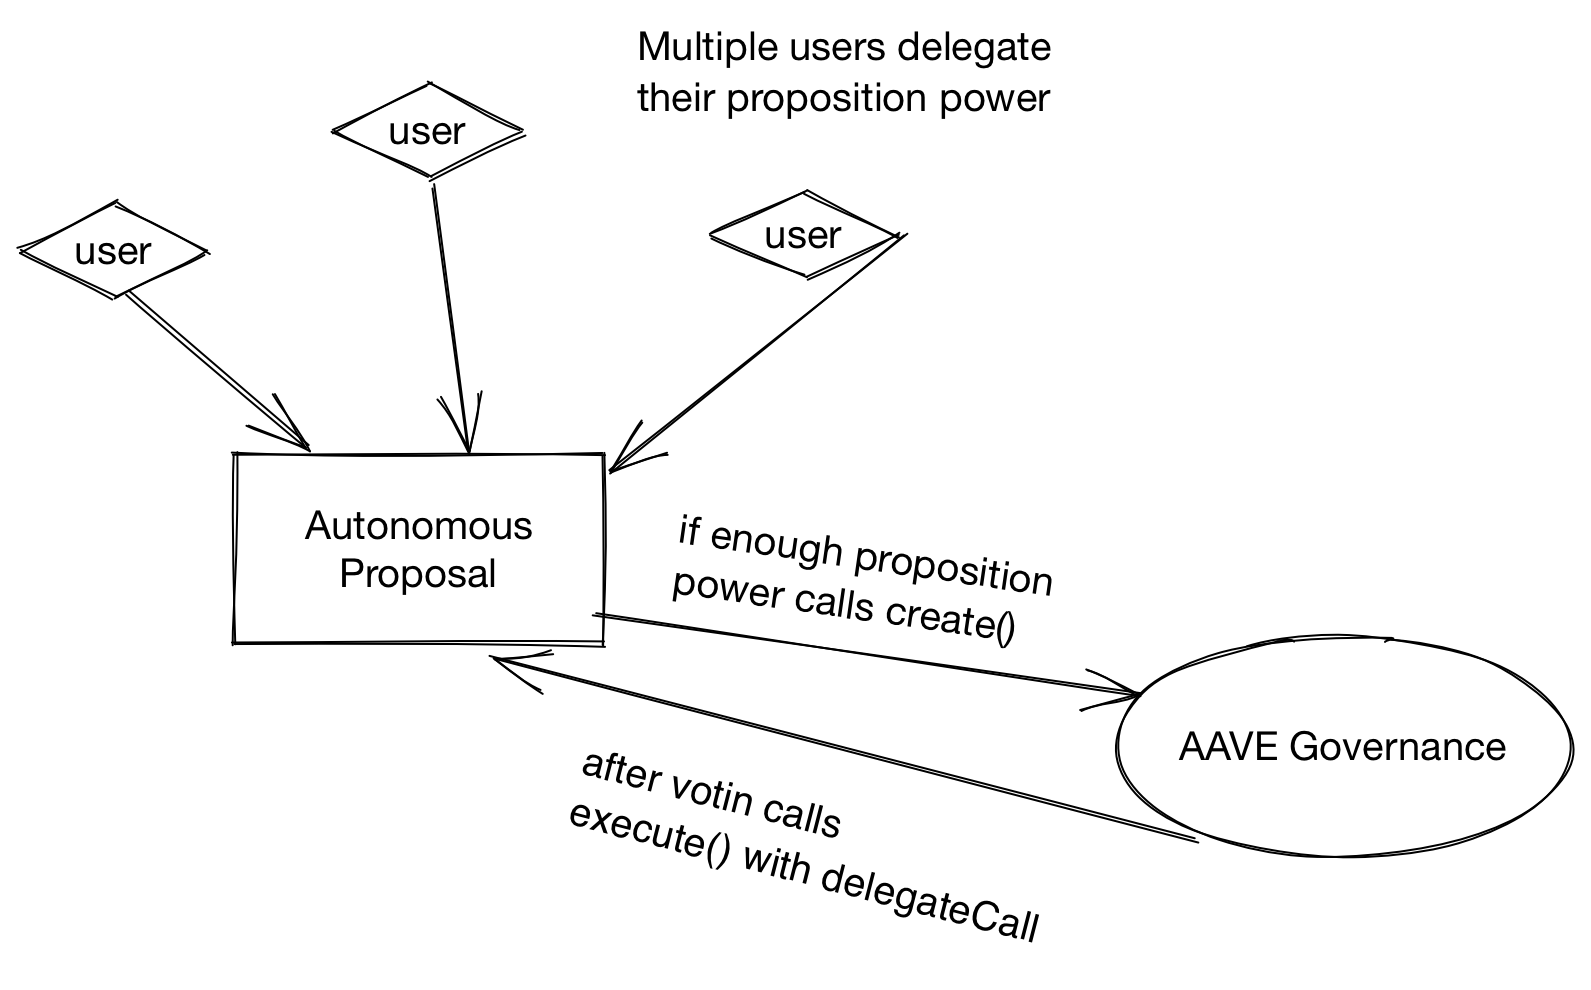 Multiple users delegate
their proposition power
user
user
user
Autonomous
Proposal
if enough proposition
power calls create()
AAVE Governance
after votin calls
execute() with delegateCall